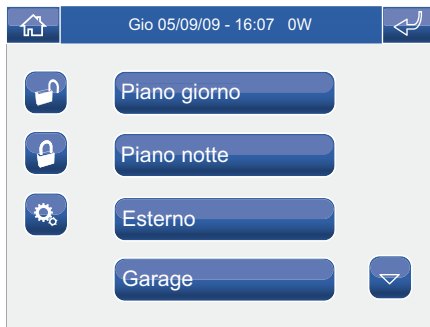 Gio 05/09/09 - 16:07 0W
Piano giorno
Piano notte
Esterno
Garage